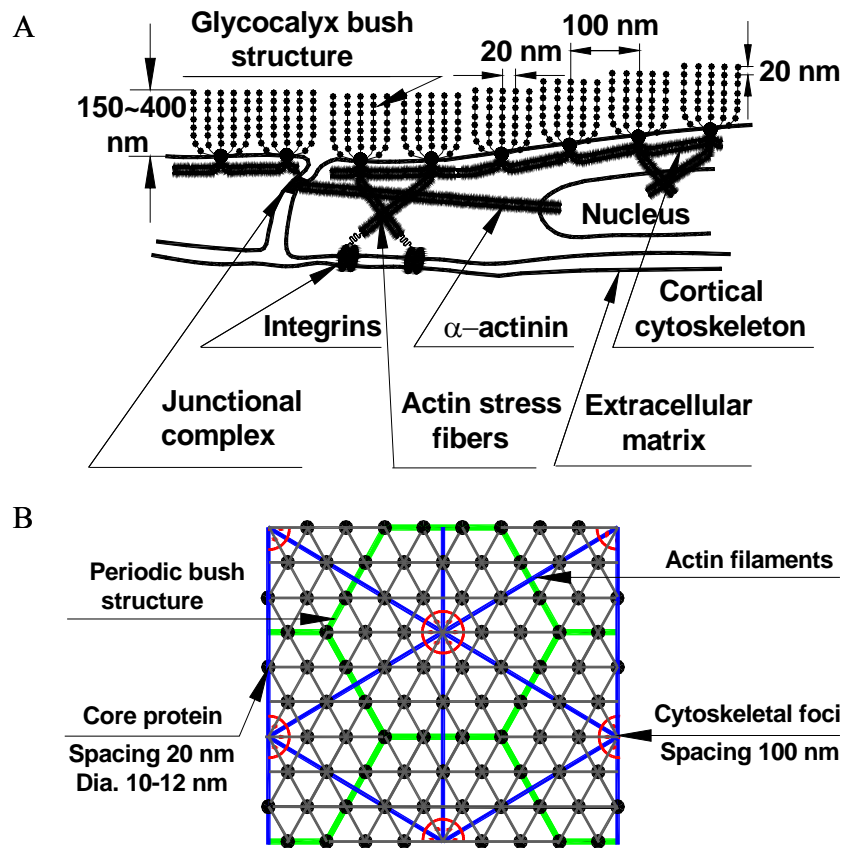 A
Glycocalyx bush
structure
100 nm
20 nm
20 nm
150~400
nm
Nucleus
Integrins
α–actinin
Cortical
cytoskeleton
Junctional
complex
Actin stress
fibers
Extracellular
matrix
B
Periodic bush
structure
Actin filaments
Core protein
Spacing 20 nm
Dia. 10-12 nm
Cytoskeletal foci
Spacing 100 nm